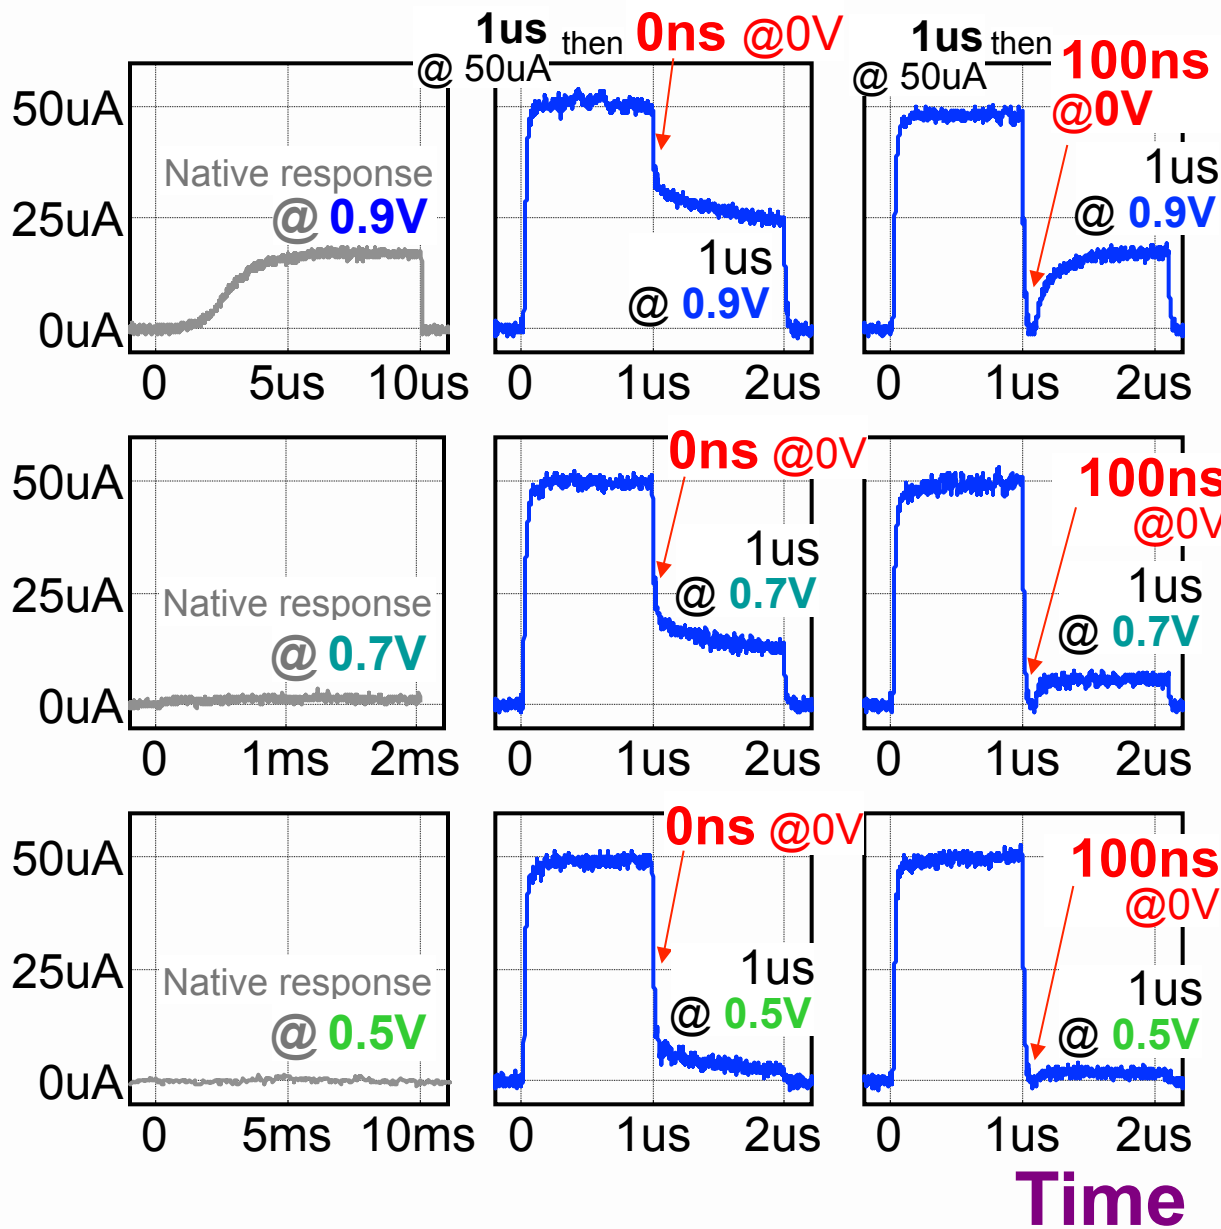 1us then 0ns @0V
@ 50uA
1us then 100ns
@ 50uA @0V
50uA
25uA
0uA
Native response
@ 0.9V
1us
@ 0.9V
1us
@ 0.9V
0 5us 10us
0 1us 2us
0 1us 2us
50uA
25uA
0uA
Native response
@ 0.7V
0ns @0V
1us
@ 0.7V
100ns
@0V
1us
@ 0.7V
0 1ms 2ms
0 1us 2us
0 1us 2us
50uA
25uA
0uA
Native response
@ 0.5V
0ns @0V
1us
@ 0.5V
100ns
@0V
1us
@ 0.5V
0 5ms 10ms
0 1us 2us
0 1us 2us
Time